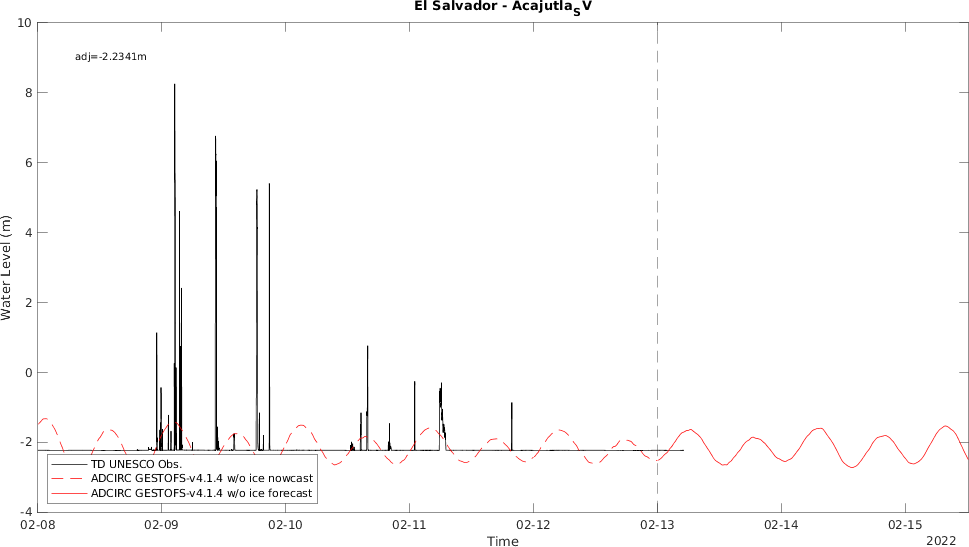 El Salvador - AcajutlaSV
adj=-2.2341m
10
8
6
4
2
0
-2
-4
Water Level (m)
TD UNESCO Obs.
ADCIRC GESTOFS-v4.1.4 w/o ice nowcast
ADCIRC GESTOFS-v4.1.4 w/o ice forecast
02-08 02-09 02-10 02-11 02-12 02-13 02-14 02-15
Time
2022